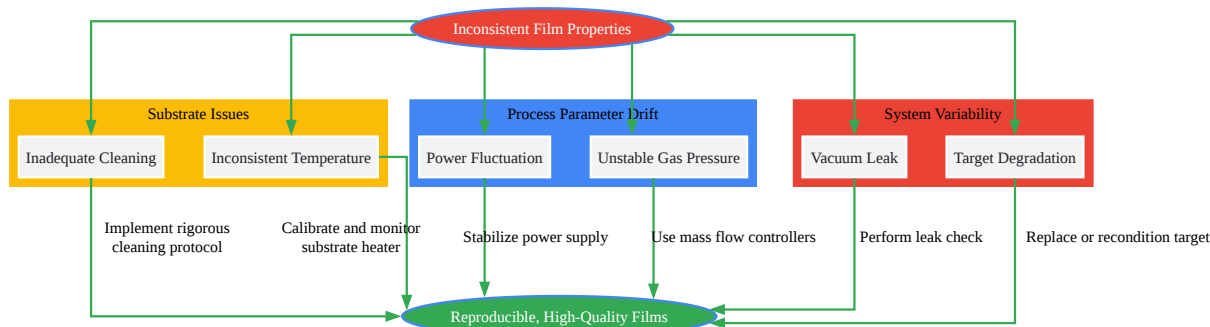 Inconsistent Film Properties
Substrate Issues
Process Parameter Drift
System Variability
Inadequate Cleaning
Inconsistent Temperature
Power Fluctuation
Unstable Gas Pressure
Vacuum Leak
Target Degradation
Implement rigorous
cleaning protocol
Calibrate and monitor
substrate heater
Stabilize power supply
Use mass flow controllers
Perform leak check
Replace or recondition target
Reproducible, High-Quality Films